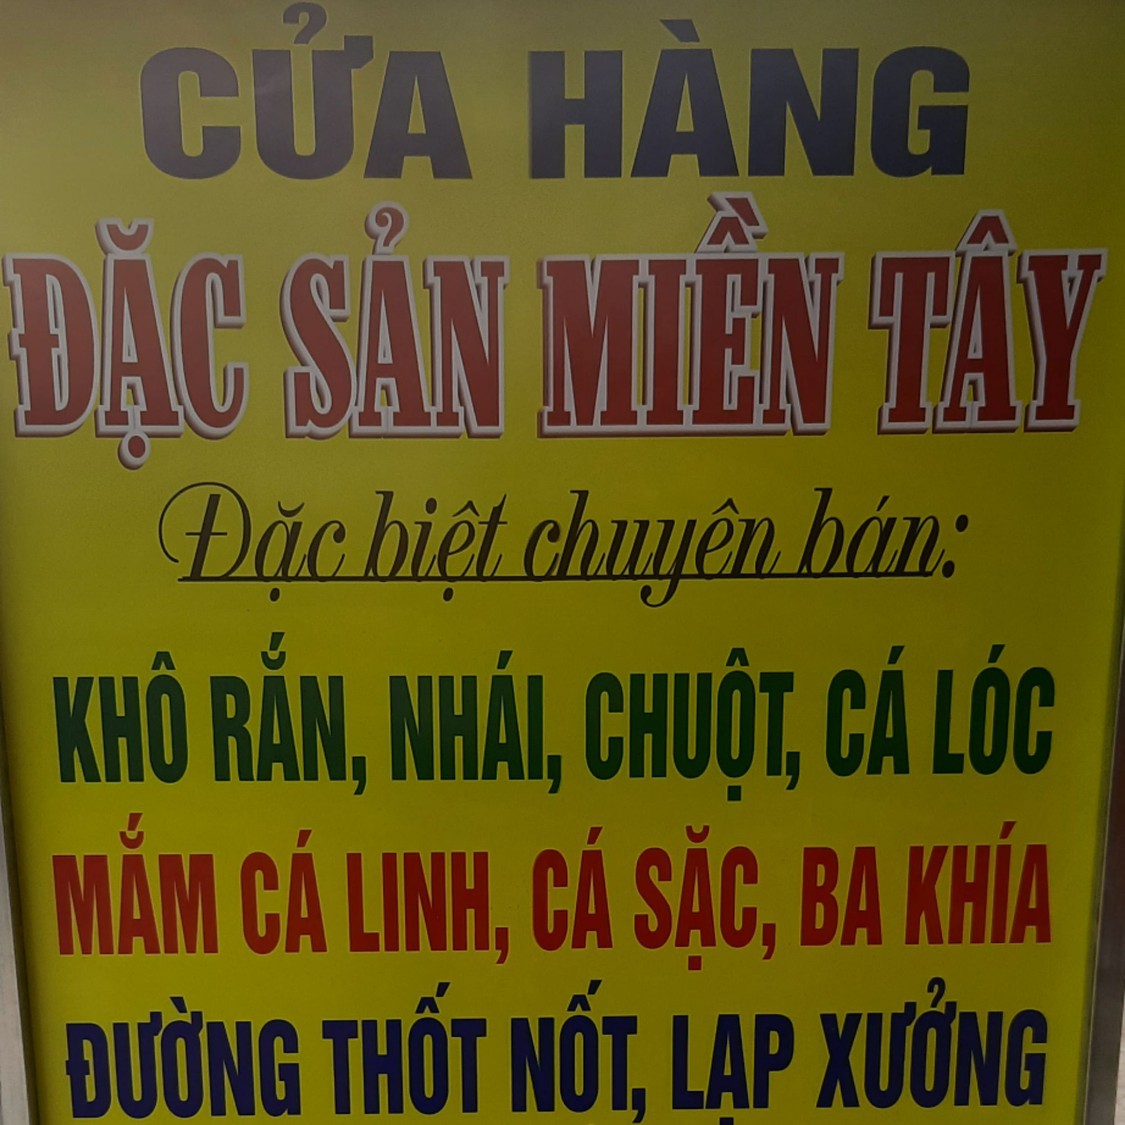 CỬA HÀNG
ĐẶC SẢN MIỀN TÂY
Đặc biệt chuyên bán:
KHÔ RẮN, NHÁI, CHUỘT, CÁ LÓC
MẮM CÁ LINH, CÁ SẶC, BA KHÍA
ĐƯỜNG THỐT NỐT, LẠP XƯỞNG